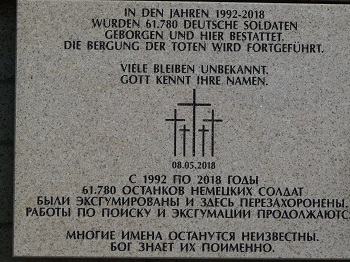 IN DEN JAHREN 1992-2018
WURDEN 61.780 DEUTSCHE SOLDATEN
GEBORGEN UND HIER BESTATTET.
DIE BERGUNG DER TOTEN WIRD FORTGEFÜHRT.
VIELE BLEIBEN UNBEKANNT.
GOTT KENNT IHRE NAMEN.
08.05.2018
С 1992 ПО 2018 ГОДЫ
61.780 ОСТАНКОВ НЕМЕЦКИХ СОЛДАТ
БЫЛИ ЭКСГУМИРОВАНЫ И ЗДЕСЬ ПЕРЕЗАХОРОНЕНЫ.
РАБОТЫ ПО ПОИСКУ И ЭКСГУМАЦИИ ПРОДОЛЖАЮТС
МНОГИЕ ИМЕНА ОСТАНУТСЯ НЕИЗВЕСТНЫ.
БОГ ЗНАЕТ ИХ ПОИМЕННО.